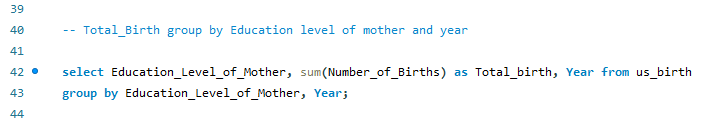 39
40 -- Total_Birth group by Education level of mother and year
41
42 select Education_Level_of_Mother, sum(Number_of_Births) as Total_birth, Year from us_birth
43 group by Education_Level_of_Mother, Year;
44